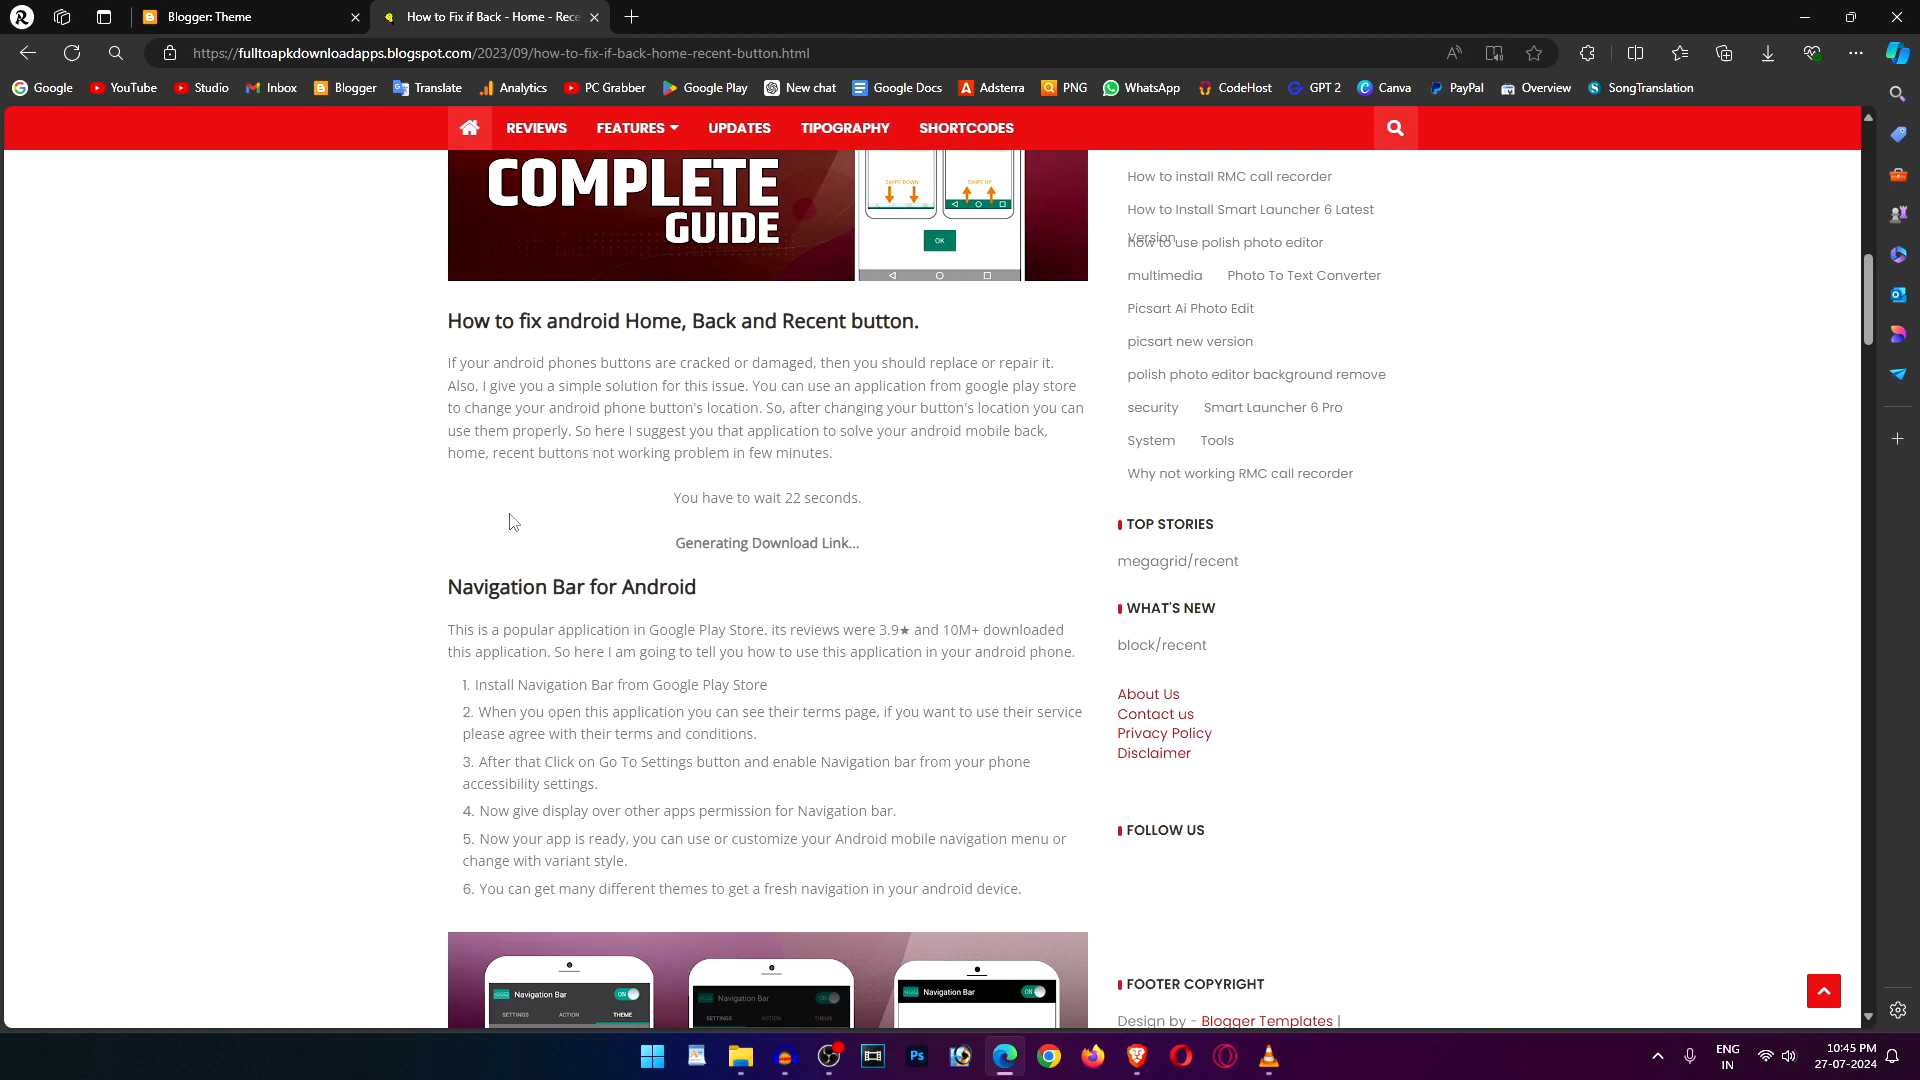 Blogger: Theme
How to Fix if Back - Home - Rece
https://fulltoapkdownloadapps.blogspot.com/2023/09/how-to-fix-if-back-home-recent-button.html
Google YouTube Studio Inbox Blogger Translate Analytics PC Grabber Google Play New chat Google Docs Adsterra PNG WhatsApp CodeHost GPT 2 Canva PayPal Overview SongTranslation
REVIEWS FEATURES UPDATES TIPOGRAPHY SHORTCODES
COMPLETE
GUIDE
SWIPE DOWN SWIPE UP
OK
How to fix android Home, Back and Recent button.
If your android phones buttons are cracked or damaged, then you should replace or repair it.
Also, I give you a simple solution for this issue. You can use an application from google play store
to change your android phone button's location. So, after changing your button's location you can
use them properly. So here I suggest you that application to solve your android mobile back,
home, recent buttons not working problem in few minutes.
You have to wait 22 seconds.
Generating Download Link...
Navigation Bar for Android
This is a popular application in Google Play Store. its reviews were 3.9★ and 10M+ downloaded
this application. So here I am going to tell you how to use this application in your android phone.
1. Install Navigation Bar from Google Play Store
2. When you open this application you can see their terms page, if you want to use their service
please agree with their terms and conditions.
3. After that Click on Go To Settings button and enable Navigation bar from your phone
accessibility settings.
4. Now give display over other apps permission for Navigation bar.
5. Now your app is ready, you can use or customize your Android mobile navigation menu or
change with variant style.
6. You can get many different themes to get a fresh navigation in your android device.
Navigation Bar ON
SETTINGS ACTION THEME
Navigation Bar ON
SETTINGS ACTION THEME
Navigation Bar ON
How to install RMC call recorder
How to Install Smart Launcher 6 Latest
Version
how to use polish photo editor
multimedia Photo To Text Converter
Picsart Ai Photo Edit
picsart new version
polish photo editor background remove
security Smart Launcher 6 Pro
System Tools
Why not working RMC call recorder
TOP STORIES
megagrid/recent
WHAT'S NEW
block/recent
About Us
Contact us
Privacy Policy
Disclaimer
FOLLOW US
FOOTER COPYRIGHT
Design by - Blogger Templates |
Ps
ENG
IN
10:45 PM
27-07-2024